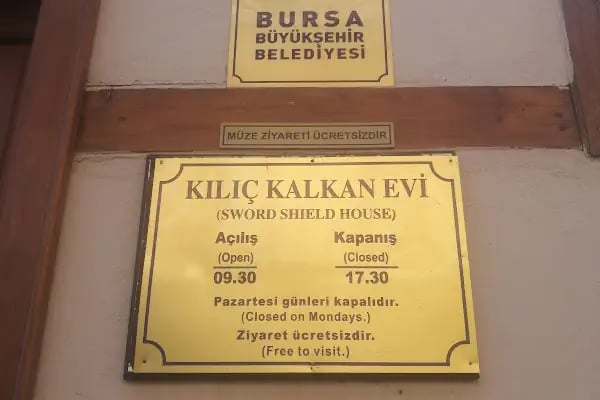 BURSA
BÜYÜKŞEHİR
BELEDİYESİ
MÜZE ZİYARETİ ÜCRETSİZDİR
KILIÇ KALKAN EVİ
(SWORD SHIELD HOUSE)
Açılış Kapanış
(Open) (Closed)
09.30 17.30
Pazartesi günleri kapalıdır.
(Closed on Mondays.)
Ziyaret ücretsizdir.
(Free to visit.)